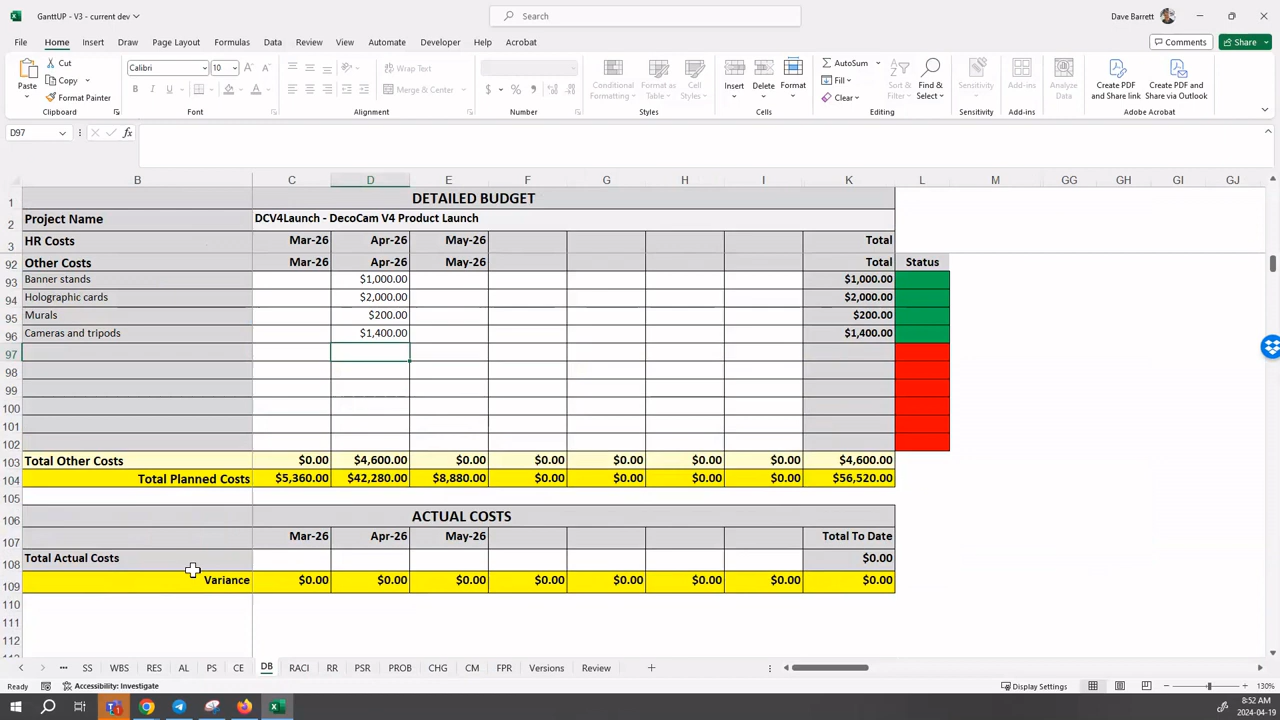 GanttUP - V3 - current dev
Search
Dave Barrett
File Home Insert Draw Page Layout Formulas Data Review View Automate Developer Help Acrobat
Comments Share
Paste
Cut
Copy
Format Painter
Clipboard
Calibri 10
B I U
Font
Wrap Text
Merge & Center
Alignment
$ % ,
Number
Conditional Formatting
Format as Table
Cell Styles
Styles
Insert Delete Format
Cells
AutoSum
Fill
Clear
Sort & Filter
Find & Select
Editing
Sensitivity
Sensitivity
Add-ins
Add-ins
Analyze Data
Create PDF and Share link
Create PDF and Share via Outlook
Adobe Acrobat
D97 fx
B C D E F G H I K L M GG GH GI GJ
1 DETAILED BUDGET
2 Project Name DCV4Launch - DecoCam V4 Product Launch
3 HR Costs Mar-26 Apr-26 May-26 Total
92 Other Costs Mar-26 Apr-26 May-26 Total Status
93 Banner stands $1,000.00 $1,000.00
94 Holographic cards $2,000.00 $2,000.00
95 Murals $200.00 $200.00
96 Cameras and tripods $1,400.00 $1,400.00
97
98
99
100
101
102
103 Total Other Costs $0.00 $4,600.00 $0.00 $0.00 $0.00 $0.00 $0.00 $4,600.00
104 Total Planned Costs $5,360.00 $42,280.00 $8,880.00 $0.00 $0.00 $0.00 $0.00 $56,520.00
105
106 ACTUAL COSTS
107 Mar-26 Apr-26 May-26 Total To Date
108 Total Actual Costs $0.00
109 Variance $0.00 $0.00 $0.00 $0.00 $0.00 $0.00 $0.00 $0.00
110
111
112
... SS WBS RES AL PS CE DB RACI RR PSR PROB CHG CM FPR Versions Review
Ready Accessibility: Investigate
Display Settings 130%
8:52 AM
2024-04-19